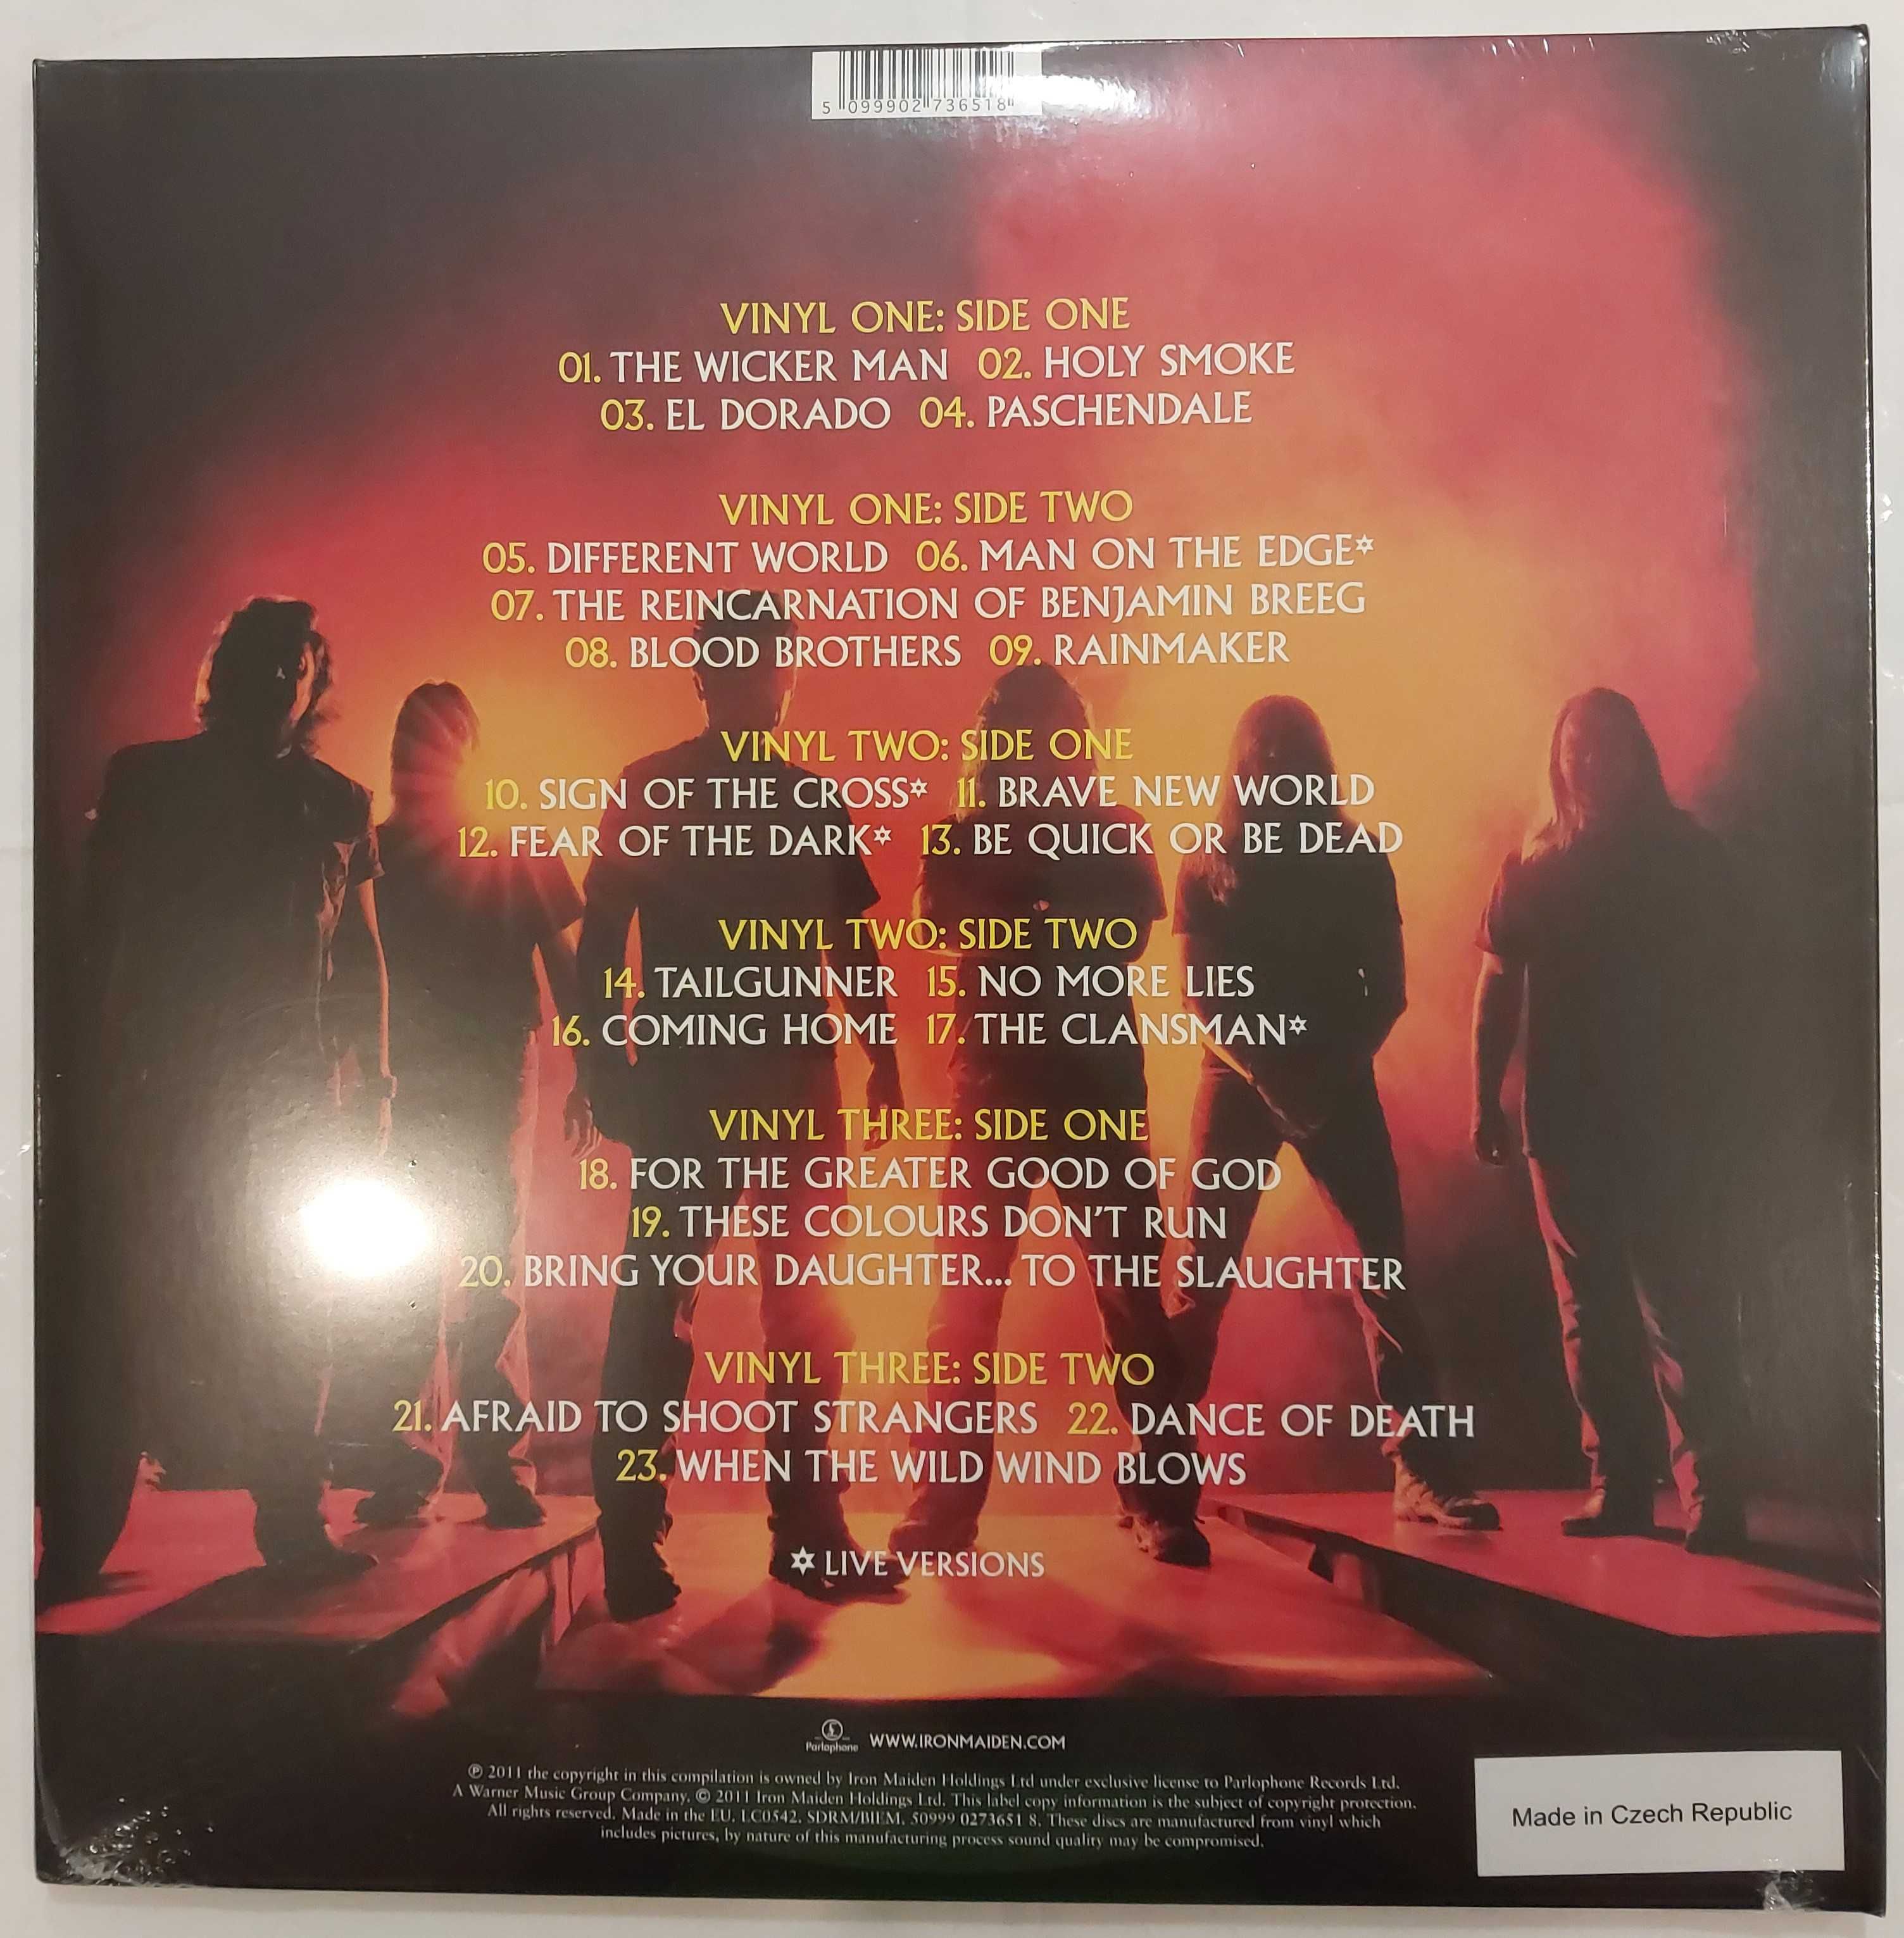 5 099902 736518
VINYL ONE: SIDE ONE
01. THE WICKER MAN 02. HOLY SMOKE
03. EL DORADO 04. PASCHENDALE
VINYL ONE: SIDE TWO
05. DIFFERENT WORLD 06. MAN ON THE EDGE✡
07. THE REINCARNATION OF BENJAMIN BREEG
08. BLOOD BROTHERS 09. RAINMAKER
VINYL TWO: SIDE ONE
10. SIGN OF THE CROSS✡ 11. BRAVE NEW WORLD
12. FEAR OF THE DARK✡ 13. BE QUICK OR BE DEAD
VINYL TWO: SIDE TWO
14. TAILGUNNER 15. NO MORE LIES
16. COMING HOME 17. THE CLANSMAN✡
VINYL THREE: SIDE ONE
18. FOR THE GREATER GOOD OF GOD
19. THESE COLOURS DON'T RUN
20. BRING YOUR DAUGHTER... TO THE SLAUGHTER
VINYL THREE: SIDE TWO
21. AFRAID TO SHOOT STRANGERS 22. DANCE OF DEATH
23. WHEN THE WILD WIND BLOWS
✡ LIVE VERSIONS
Parlophone WWW.IRONMAIDEN.COM
℗ 2011 the copyright in this compilation is owned by Iron Maiden Holdings Ltd under exclusive license to Parlophone Records Ltd.
A Warner Music Group Company. © 2011 Iron Maiden Holdings Ltd. This label copy information is the subject of copyright protection.
All rights reserved. Made in the EU. LC0542. SDRM/BIEM. 50999 0273651 8. These discs are manufactured from vinyl which
includes pictures, by nature of this manufacturing process sound quality may be compromised.
Made in Czech Republic